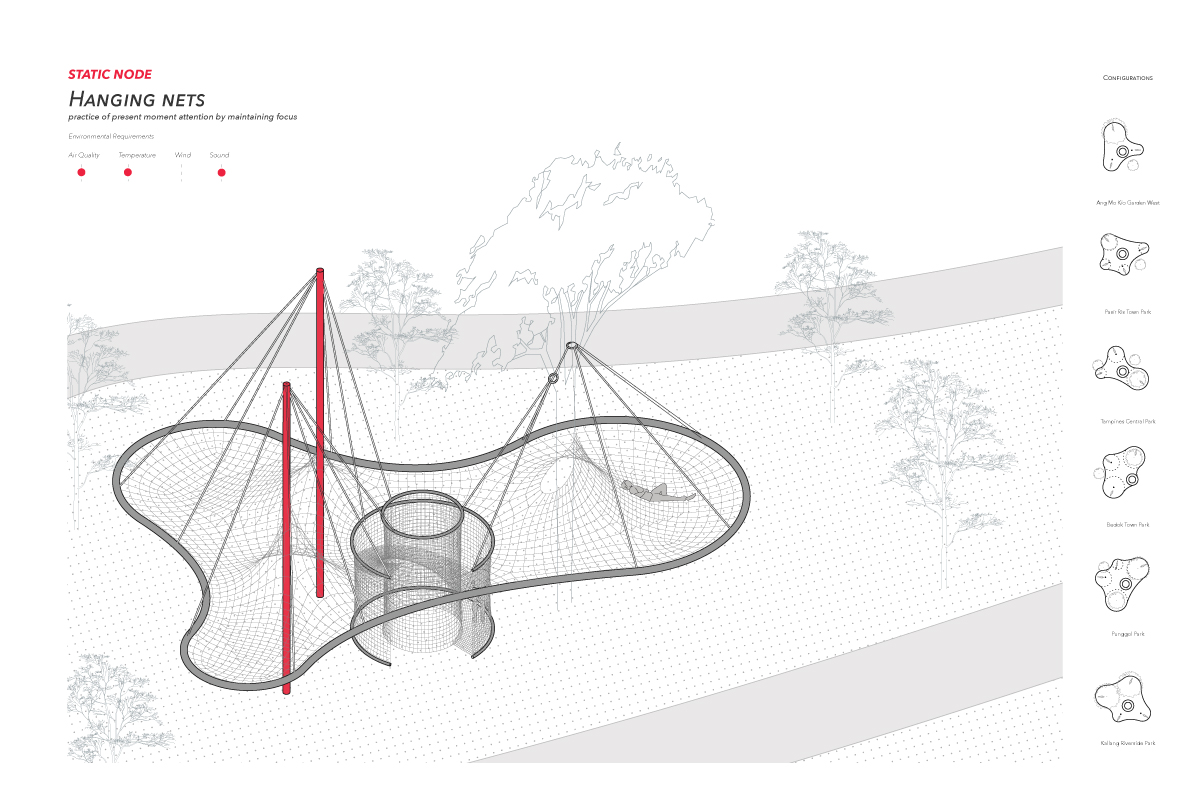 STATIC NODE
HANGING NETS
practice of present moment attention by maintaining focus
Environmental Requirements
Air Quality Temperature Wind Sound
CONFIGURATIONS
Ang Mo Kio Garden West
Pasir Ris Town Park
Tampines Central Park
Bedok Town Park
Punggol Park
Kallang Riverside Park